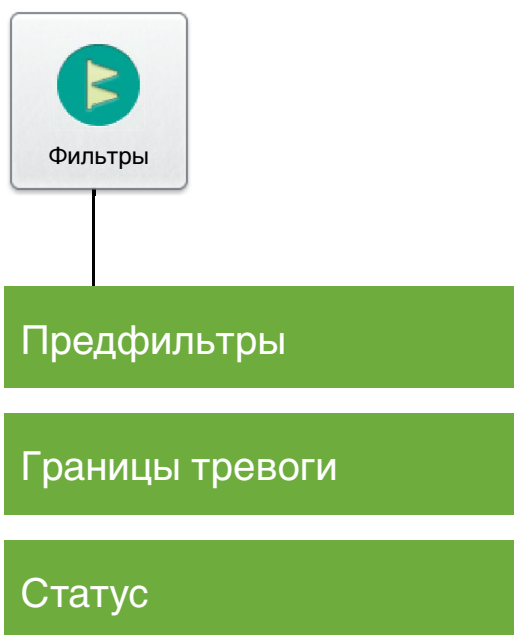 Фильтры
Предфильтры
Границы тревоги
Статус